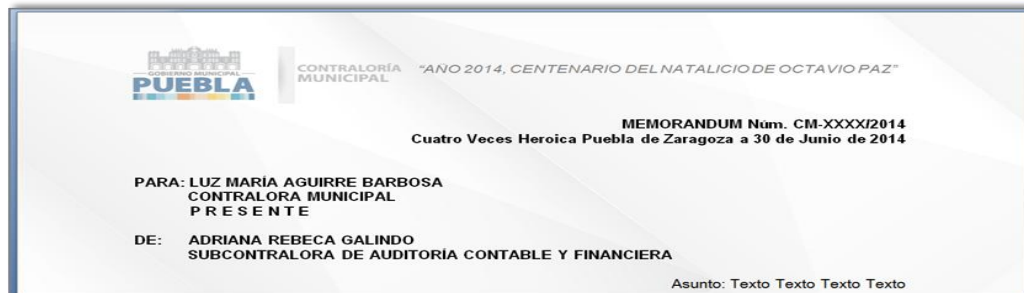 GOBIERNO MUNICIPAL
PUEBLA
CONTRALORÍA
MUNICIPAL
"AÑO 2014, CENTENARIO DEL NATALICIO DE OCTAVIO PAZ"
MEMORANDUM Núm. CM-XXXX/2014
Cuatro Veces Heroica Puebla de Zaragoza a 30 de Junio de 2014
PARA: LUZ MARÍA AGUIRRE BARBOSA
CONTRALORA MUNICIPAL
P R E S E N T E
DE: ADRIANA REBECA GALINDO
SUBCONTRALORA DE AUDITORÍA CONTABLE Y FINANCIERA
Asunto: Texto Texto Texto Texto